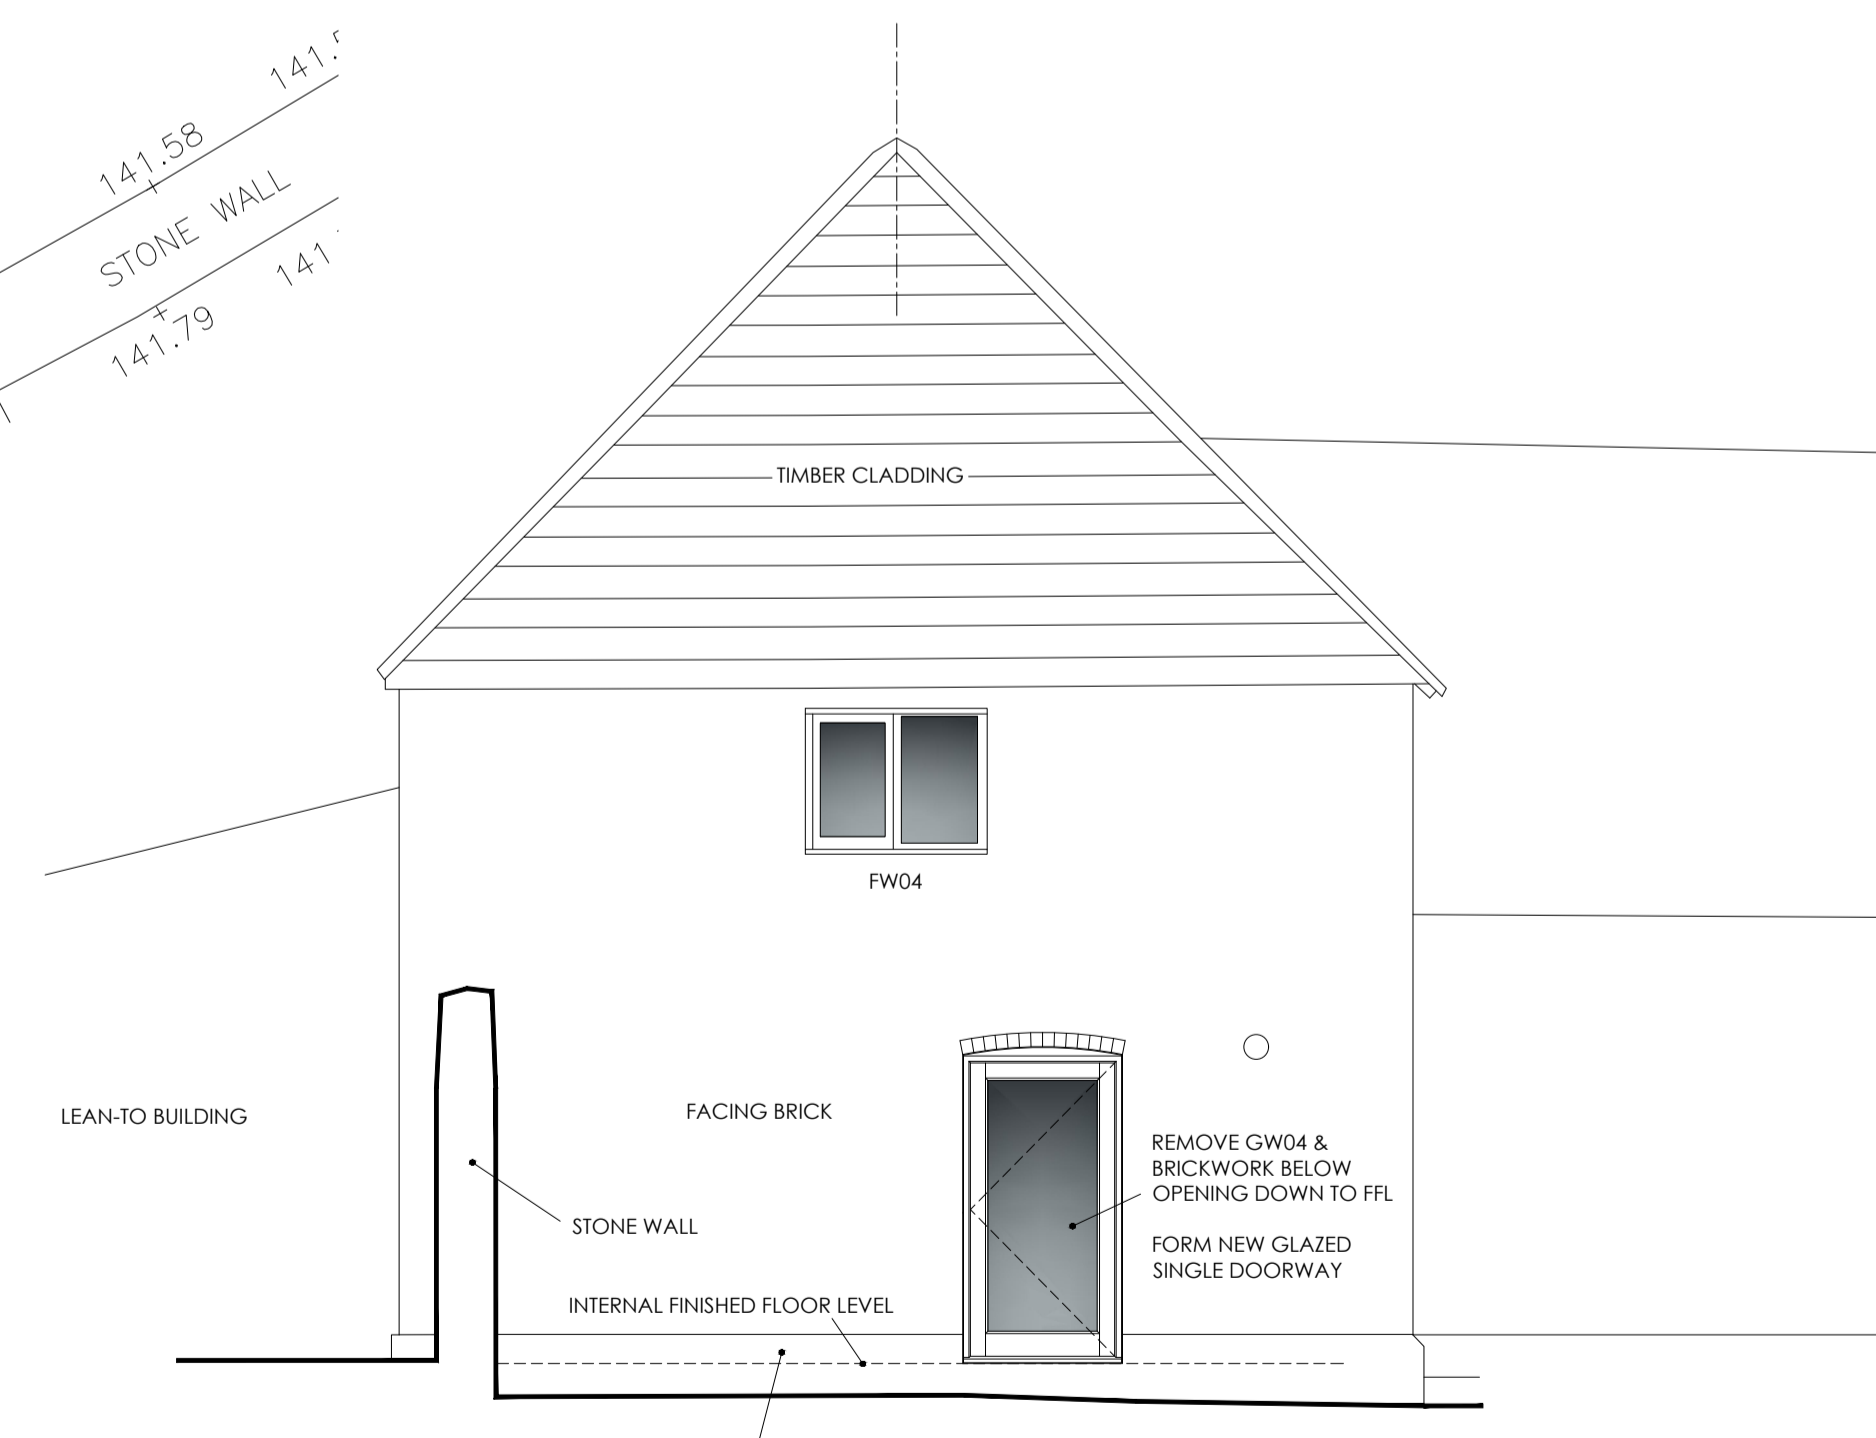 141.58
STONE WALL
141.79
141
TIMBER CLADDING
FW04
LEAN-TO BUILDING
FACING BRICK
REMOVE GW04 &
BRICKWORK BELOW
OPENING DOWN TO FFL
FORM NEW GLAZED
SINGLE DOORWAY
STONE WALL
INTERNAL FINISHED FLOOR LEVEL